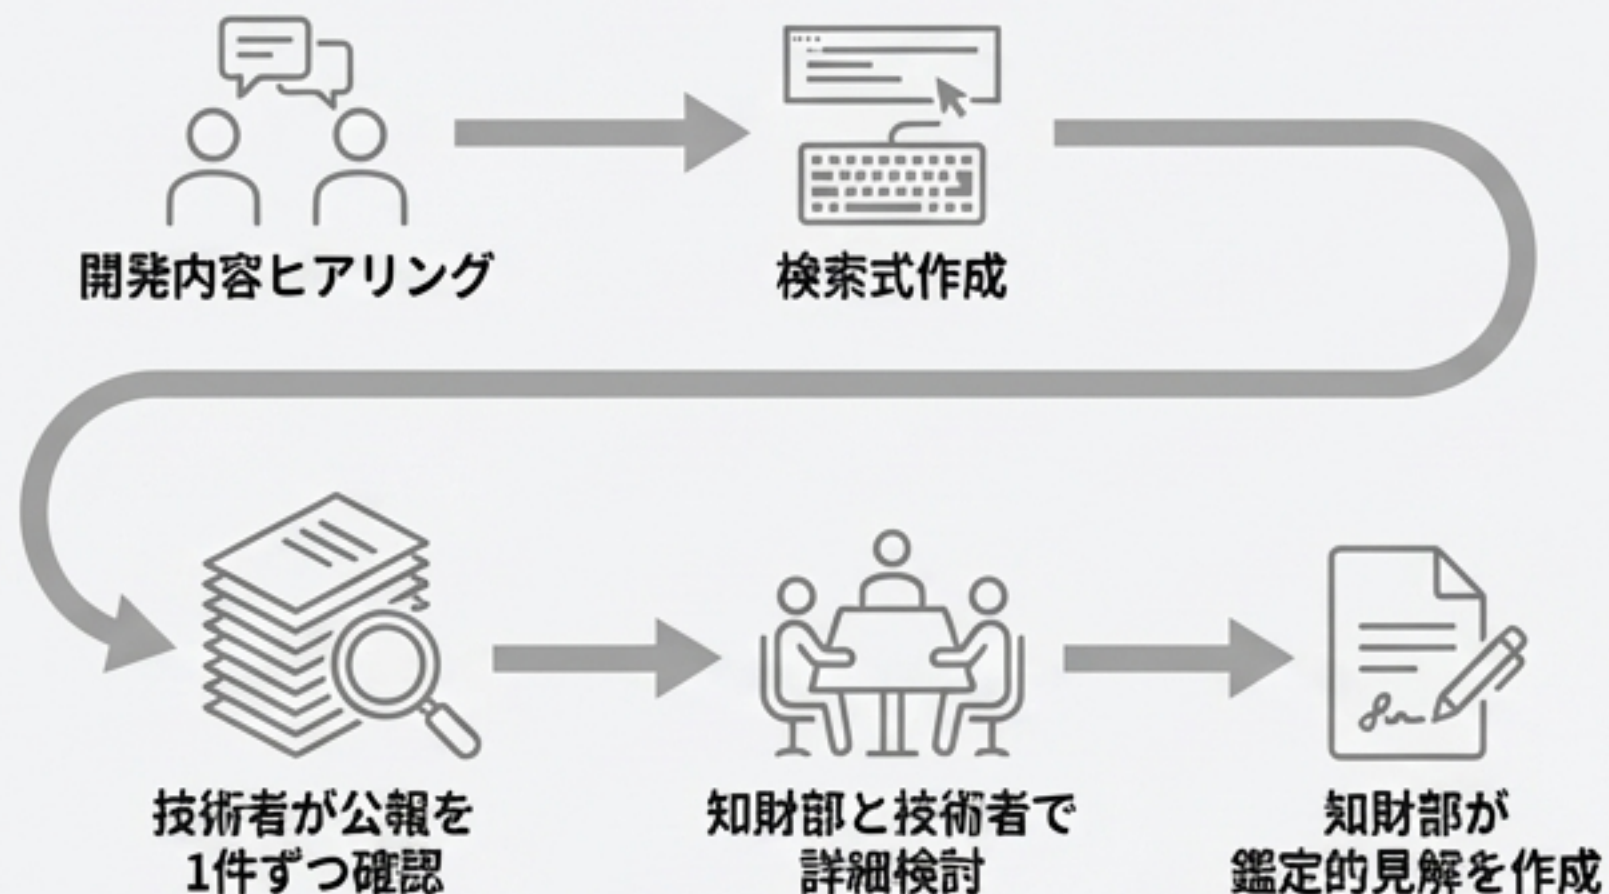 開発内容ヒアリング
検索式作成
技術者が公報を
1件ずつ確認
知財部と技術者で
詳細検討
知財部が
鑑定的見解を作成